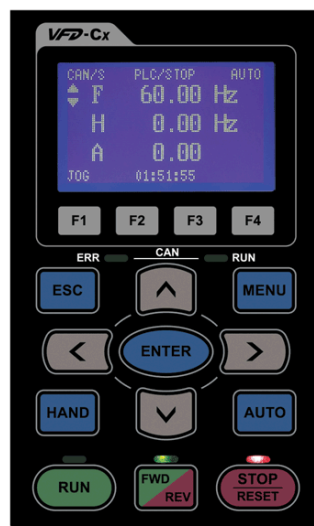 VFD-Cx
CAN/S PLC/STOP AUTO
F 60.00 Hz
H 0.00 Hz
A 0.00
JOG 01:51:55
F1 F2 F3 F4
ERR CAN RUN
ESC MENU
ENTER
HAND AUTO
RUN FWD REV STOP RESET